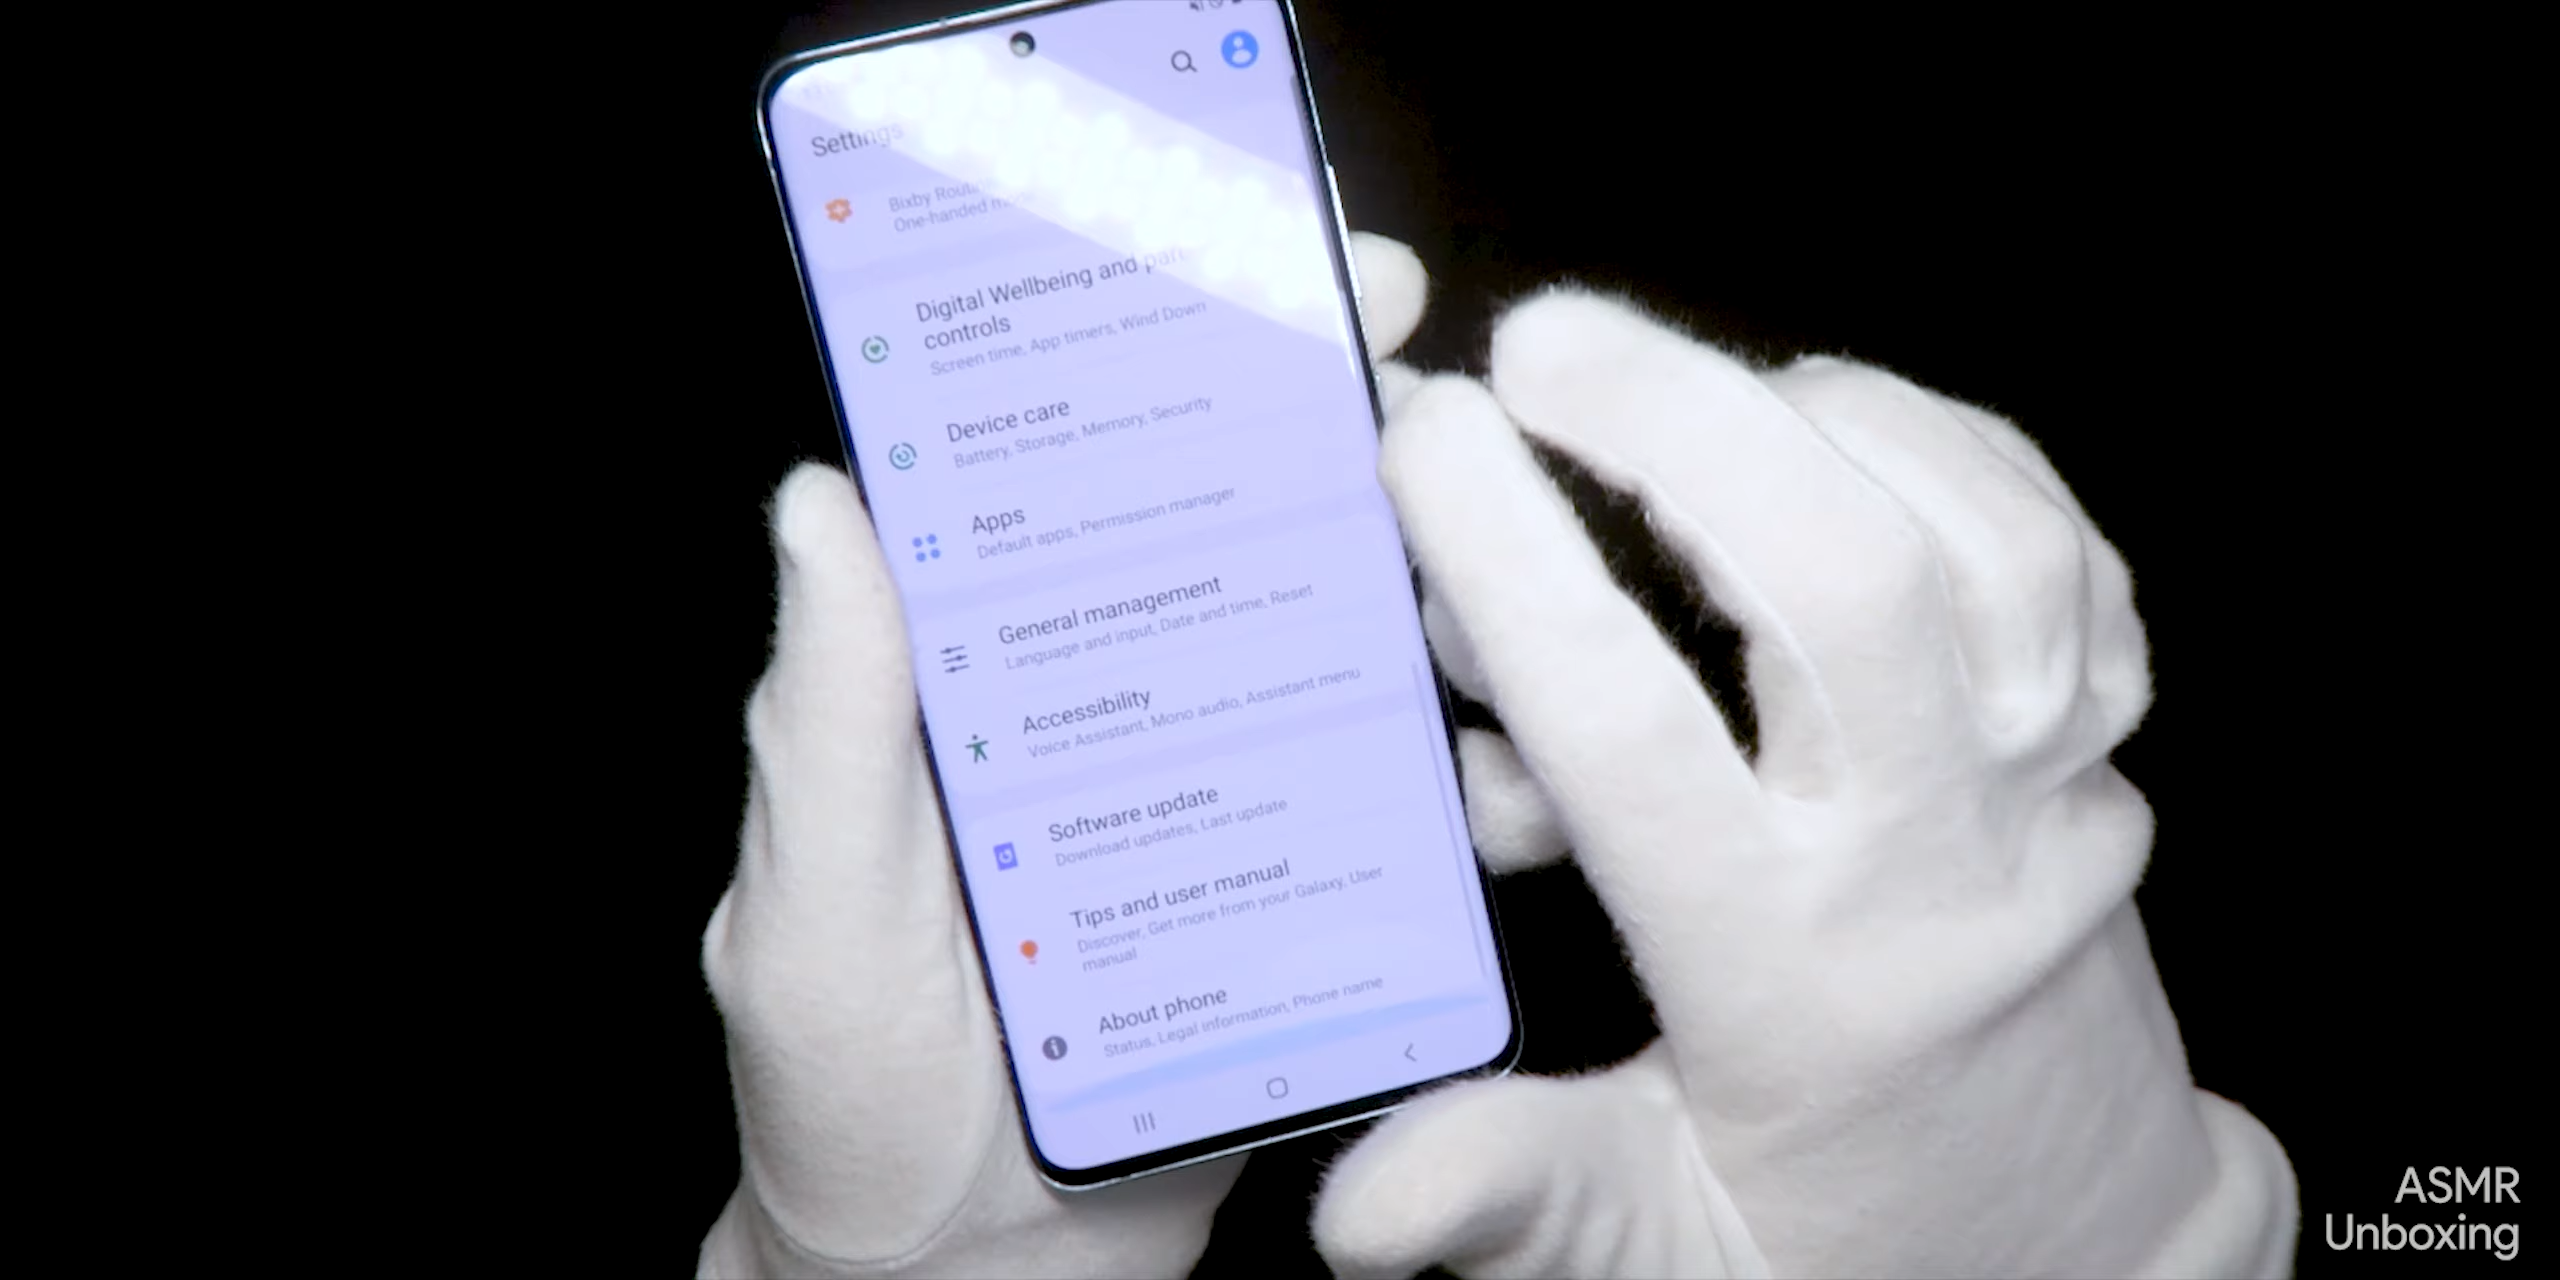 Settings
Bixby
One-handed
Digital Wellbeing and
controls
Screen time, App timers, Wind Down
Device care
Battery, Storage, Memory, Security
Apps
Default apps, Permission manager
General management
Language and input, Date and time, Reset
Accessibility
Voice Assistant, Mono audio, Assistant menu
Software update
Download updates, Last update
Tips and user manual
Discover, Get more from your Galaxy, User
manual
About phone
Status, Legal information, Phone name
ASMR
Unboxing